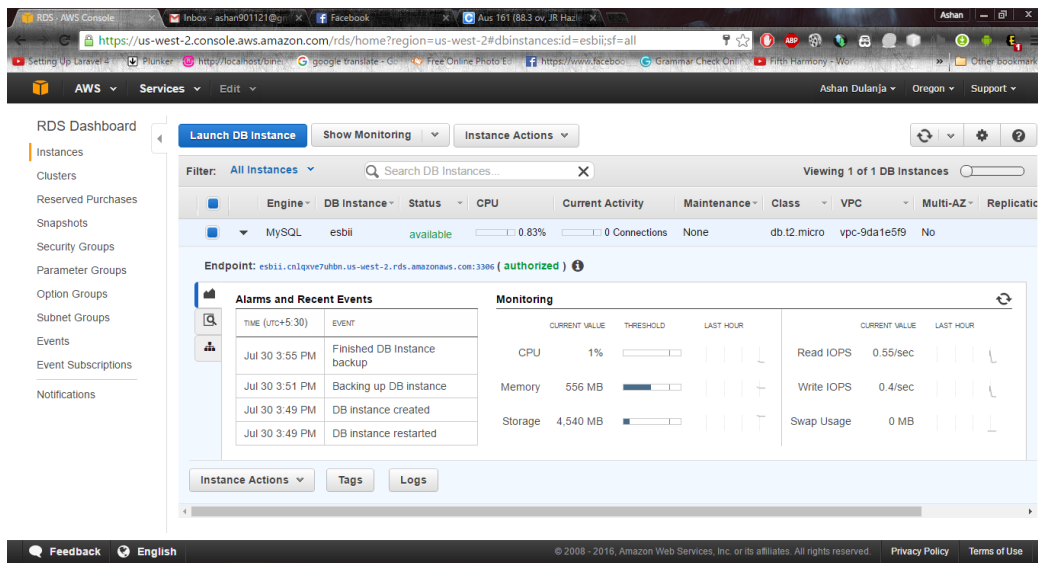 RDS - AWS Console
Inbox - ashan901121@gm
Facebook
Aus 161 (88.3 ov, JR Hazle
Ashan
https://us-west-2.console.aws.amazon.com/rds/home?region=us-west-2#dbinstances:id=esbii;sf=all
Setting Up Laravel 4 Plunker http://localhost/bine google translate - Go Free Online Photo Ed https://www.faceboo Grammar Check Onli Fifth Harmony - Wor » Other bookmark
AWS Services Edit Ashan Dulanja Oregon Support
RDS Dashboard
Instances
Clusters
Reserved Purchases
Snapshots
Security Groups
Parameter Groups
Option Groups
Subnet Groups
Events
Event Subscriptions
Notifications
Launch DB Instance Show Monitoring Instance Actions
Filter: All Instances Search DB Instances... Viewing 1 of 1 DB Instances
Engine DB Instance Status CPU Current Activity Maintenance Class VPC Multi-AZ Replicatio
MySQL esbii available 0.83% 0 Connections None db.t2.micro vpc-9da1e5f9 No
Endpoint: esbii.cnlqxve7uhbn.us-west-2.rds.amazonaws.com:3306 ( authorized )
Alarms and Recent Events
TIME (UTC+5:30) EVENT
Jul 30 3:55 PM Finished DB Instance backup
Jul 30 3:51 PM Backing up DB instance
Jul 30 3:49 PM DB instance created
Jul 30 3:49 PM DB instance restarted
Monitoring
CURRENT VALUE THRESHOLD LAST HOUR CURRENT VALUE LAST HOUR
CPU 1% Read IOPS 0.55/sec
Memory 556 MB Write IOPS 0.4/sec
Storage 4,540 MB Swap Usage 0 MB
Instance Actions Tags Logs
Feedback English © 2008 - 2016, Amazon Web Services, Inc. or its affiliates. All rights reserved. Privacy Policy Terms of Use